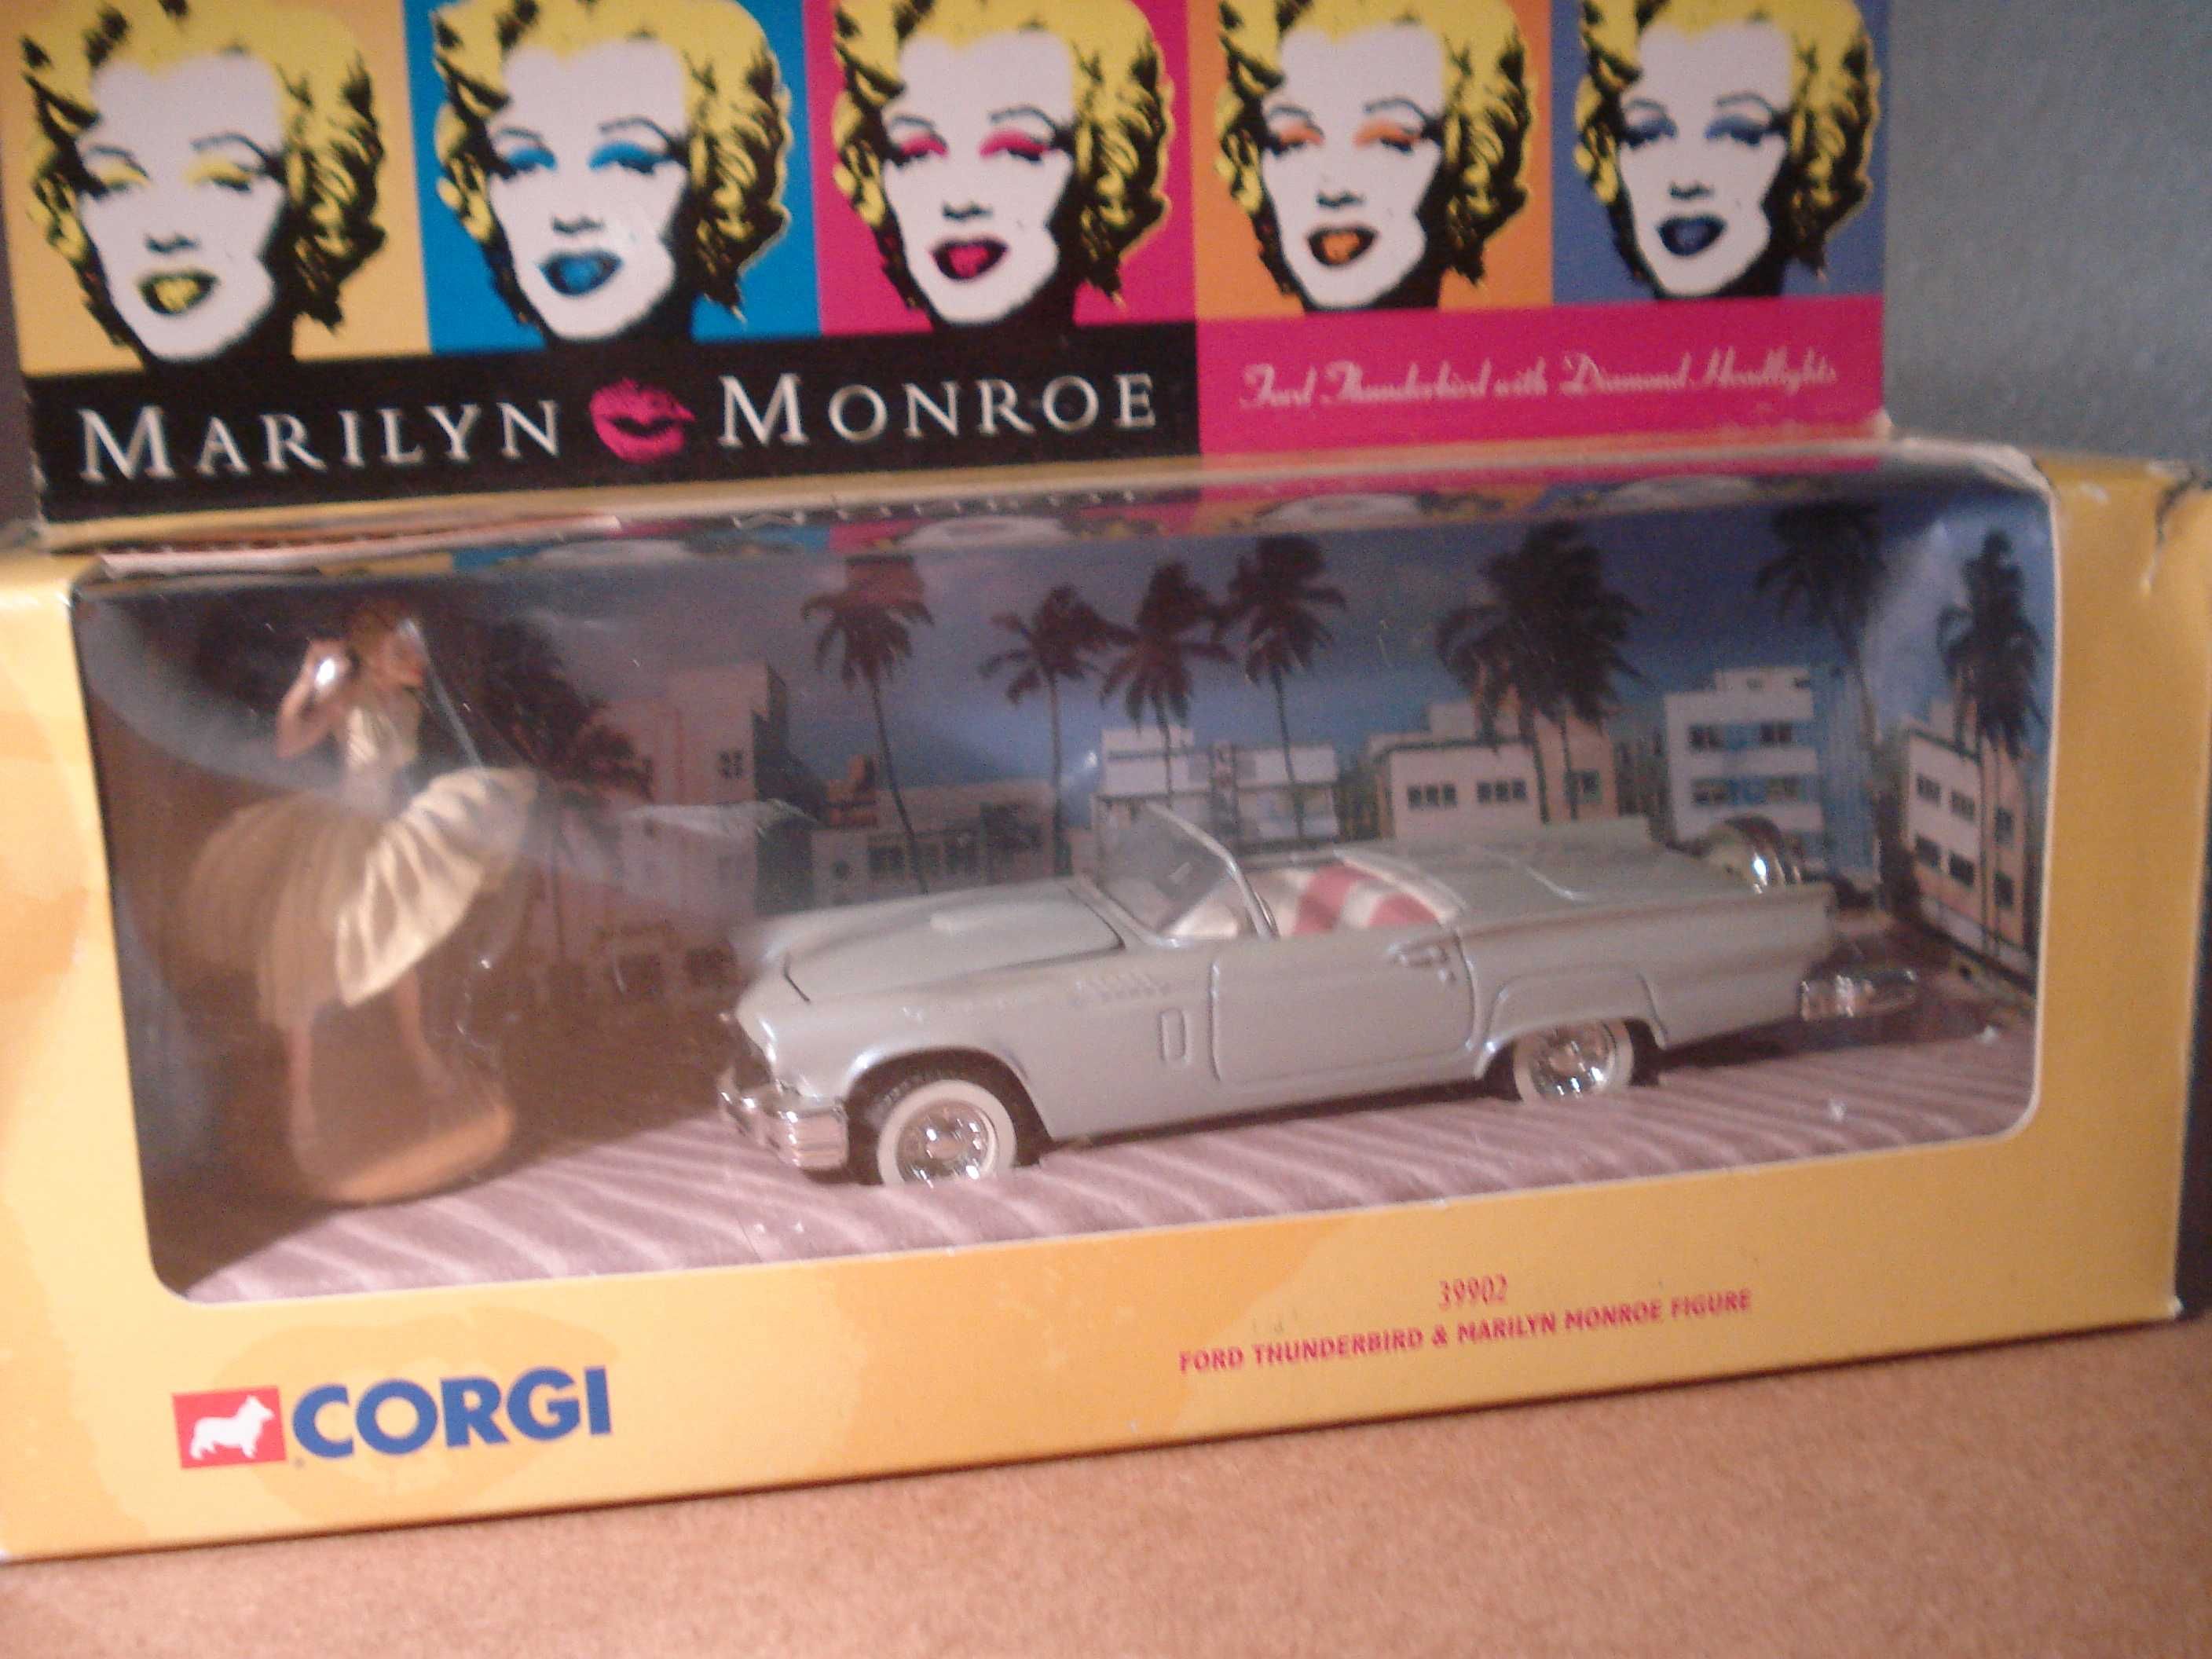 MARILYN MONROE
Ford Thunderbird with Diamond Headlights
39902
FORD THUNDERBIRD & MARILYN MONROE FIGURE
CORGI